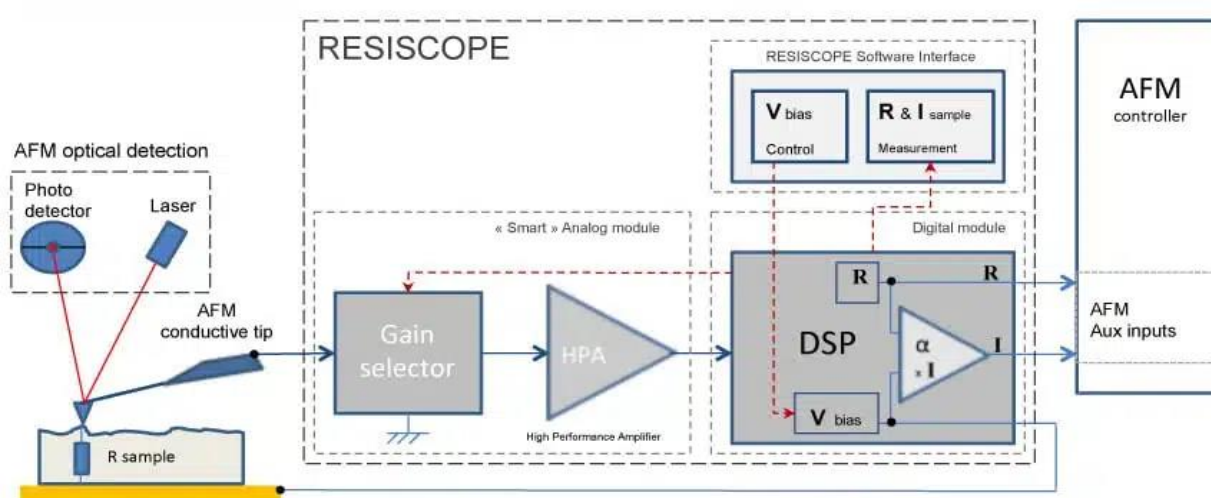 RESISCOPE
RESISCOPE Software Interface
V bias
Control
R & I sample
Measurement
AFM
controller
AFM optical detection
Photo
detector
Laser
« Smart » Analog module
Digital module
AFM
conductive tip
Gain
selector
HPA
High Performance Amplifier
R
R
DSP
α
* I
I
V bias
AFM
Aux inputs
R sample